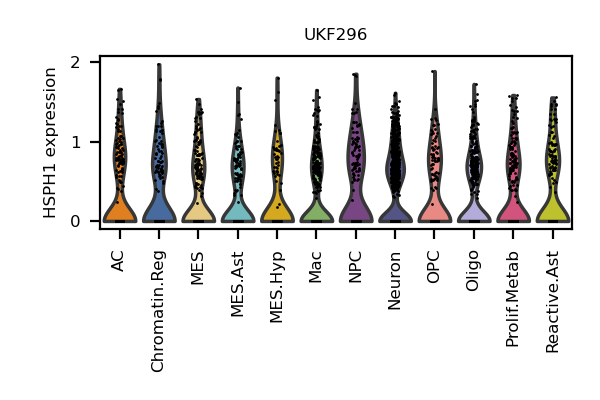 UKF296
HSPH1 expression
2
1
0
AC
Chromatin.Reg
MES
MES.Ast
MES.Hyp
Mac
NPC
Neuron
OPC
Oligo
Prolif.Metab
Reactive.Ast